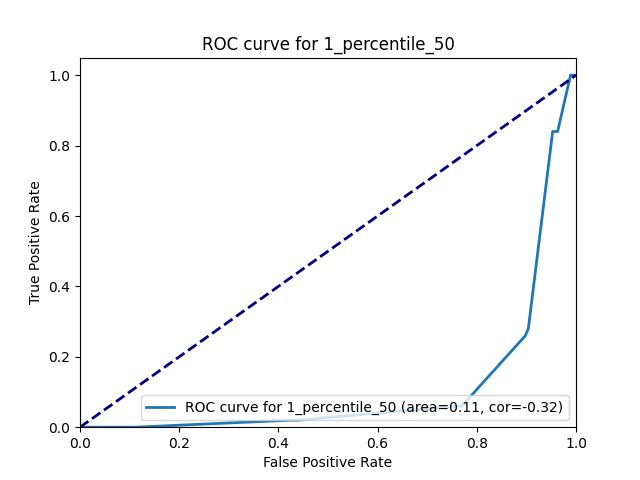 ROC curve for 1_percentile_50
True Positive Rate
1.0
0.8
0.6
0.4
0.2
0.0
ROC curve for 1_percentile_50 (area=0.11, cor=-0.32)
0.0 0.2 0.4 0.6 0.8 1.0
False Positive Rate